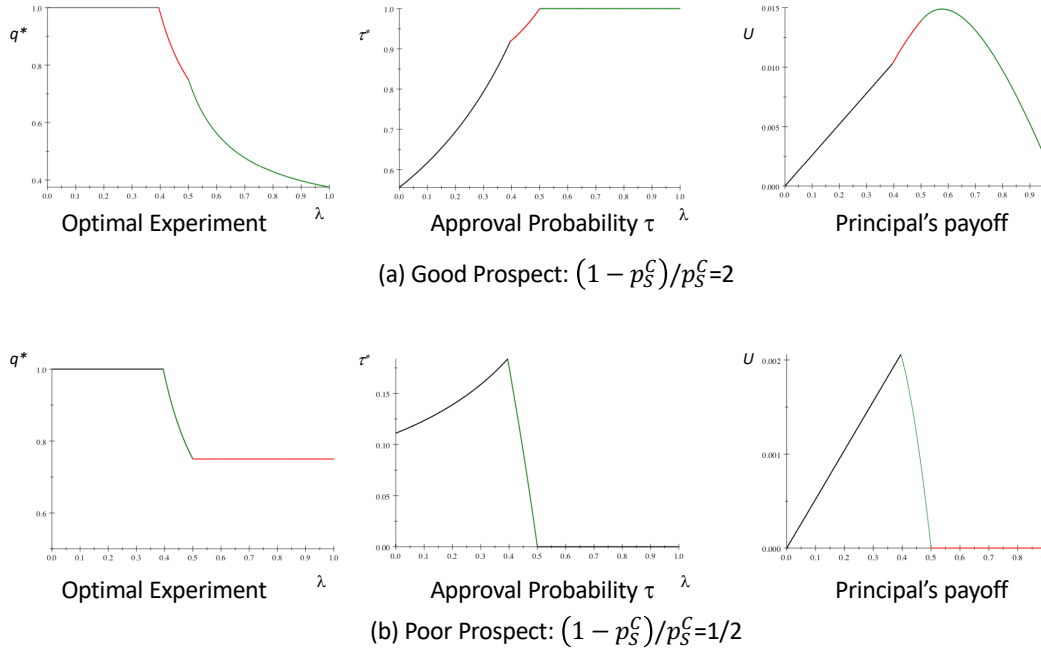 q*
1.0
0.8
0.6
0.4
0.0 0.1 0.2 0.3 0.4 0.5 0.6 0.7 0.8 0.9 1.0
Optimal Experiment λ
τ*
1.0
0.9
0.8
0.7
0.6
0.0 0.1 0.2 0.3 0.4 0.5 0.6 0.7 0.8 0.9 1.0
Approval Probability τ λ
U
0.015
0.010
0.005
0.000
0.0 0.1 0.2 0.3 0.4 0.5 0.6 0.7 0.8 0.9
Principal's payoff
(a) Good Prospect: (1 − p_S^C)/p_S^C=2
q*
1.0
0.8
0.6
0.0 0.1 0.2 0.3 0.4 0.5 0.6 0.7 0.8 0.9 1.0
Optimal Experiment λ
τ*
0.15
0.10
0.05
0.00
0.0 0.1 0.2 0.3 0.4 0.5 0.6 0.7 0.8 0.9 1.0
Approval Probability τ λ
U
0.002
0.001
0.000
0.0 0.1 0.2 0.3 0.4 0.5 0.6 0.7 0.8
Principal's payoff
(b) Poor Prospect: (1 − p_S^C)/p_S^C=1/2